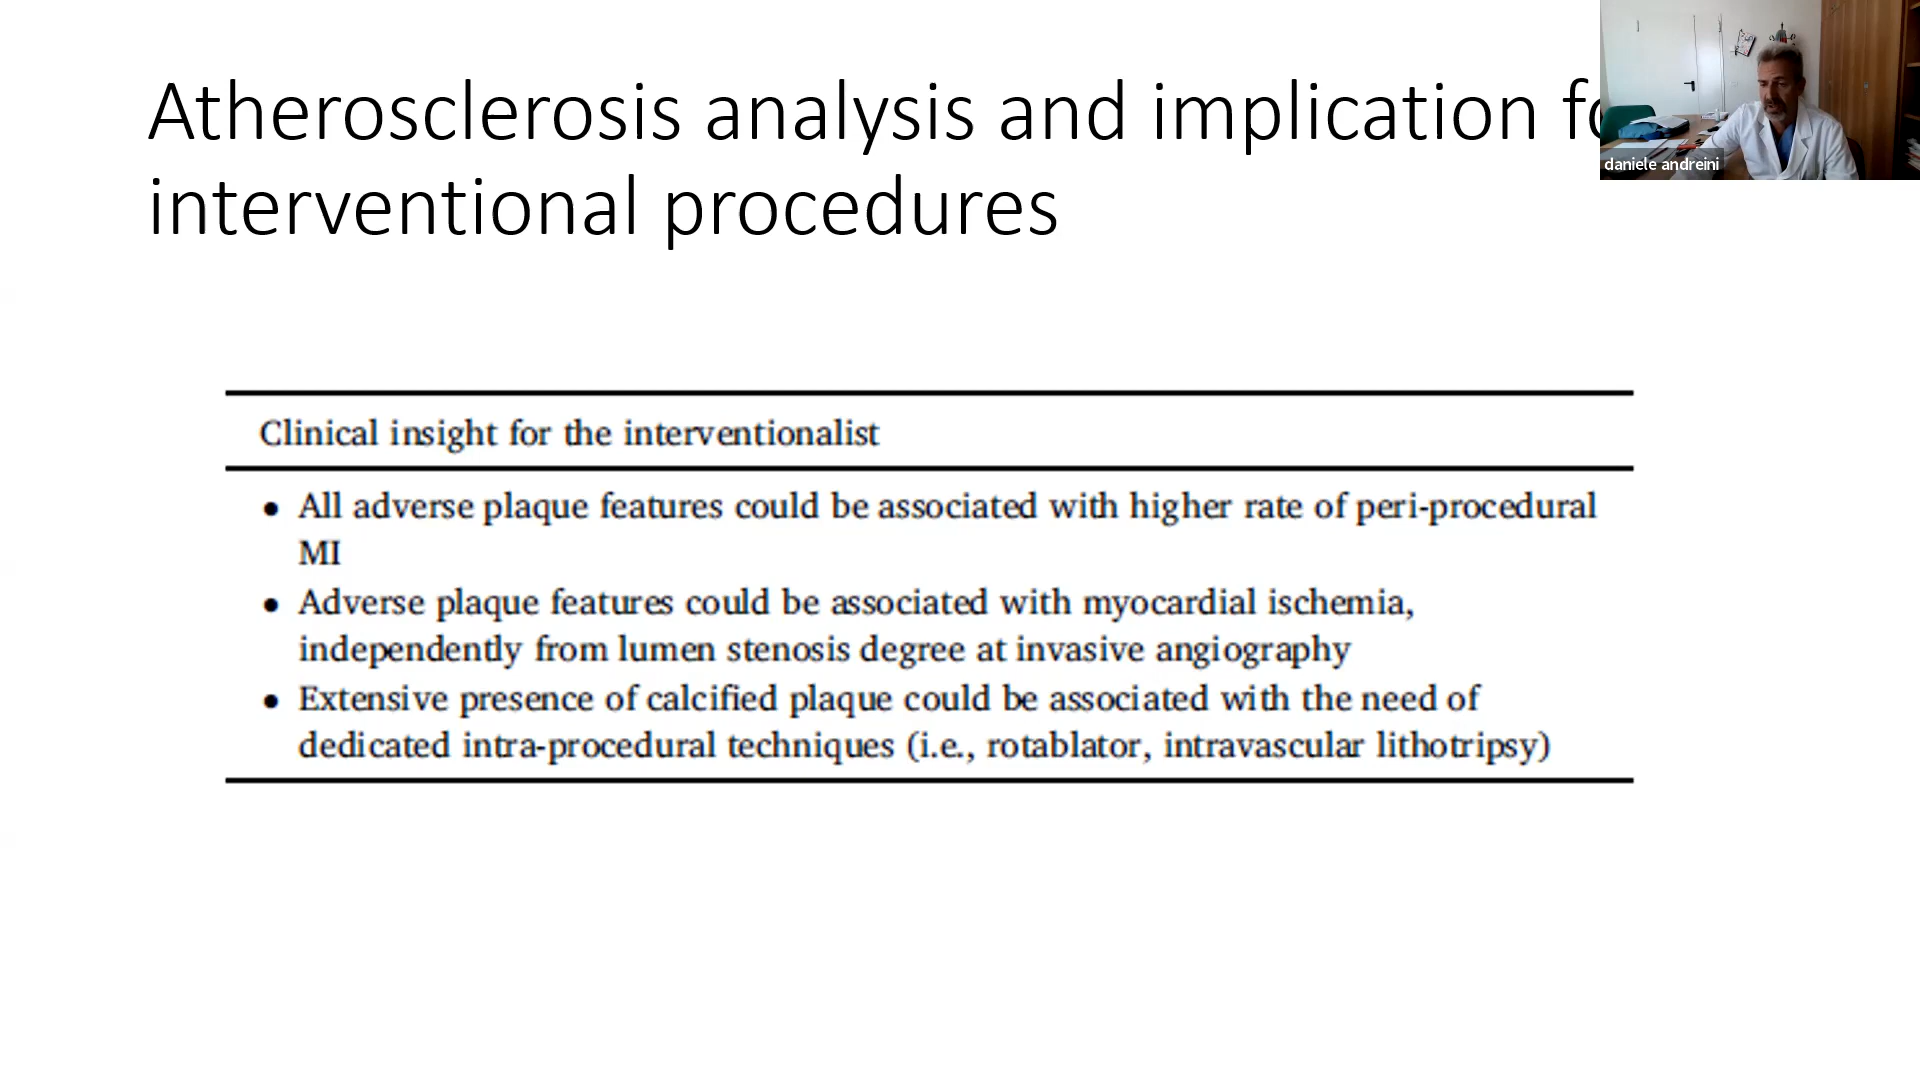 Atherosclerosis analysis and implication fo
interventional procedures
daniele andreini
Clinical insight for the interventionalist
• All adverse plaque features could be associated with higher rate of peri-procedural
MI
• Adverse plaque features could be associated with myocardial ischemia,
independently from lumen stenosis degree at invasive angiography
• Extensive presence of calcified plaque could be associated with the need of
dedicated intra-procedural techniques (i.e., rotablator, intravascular lithotripsy)